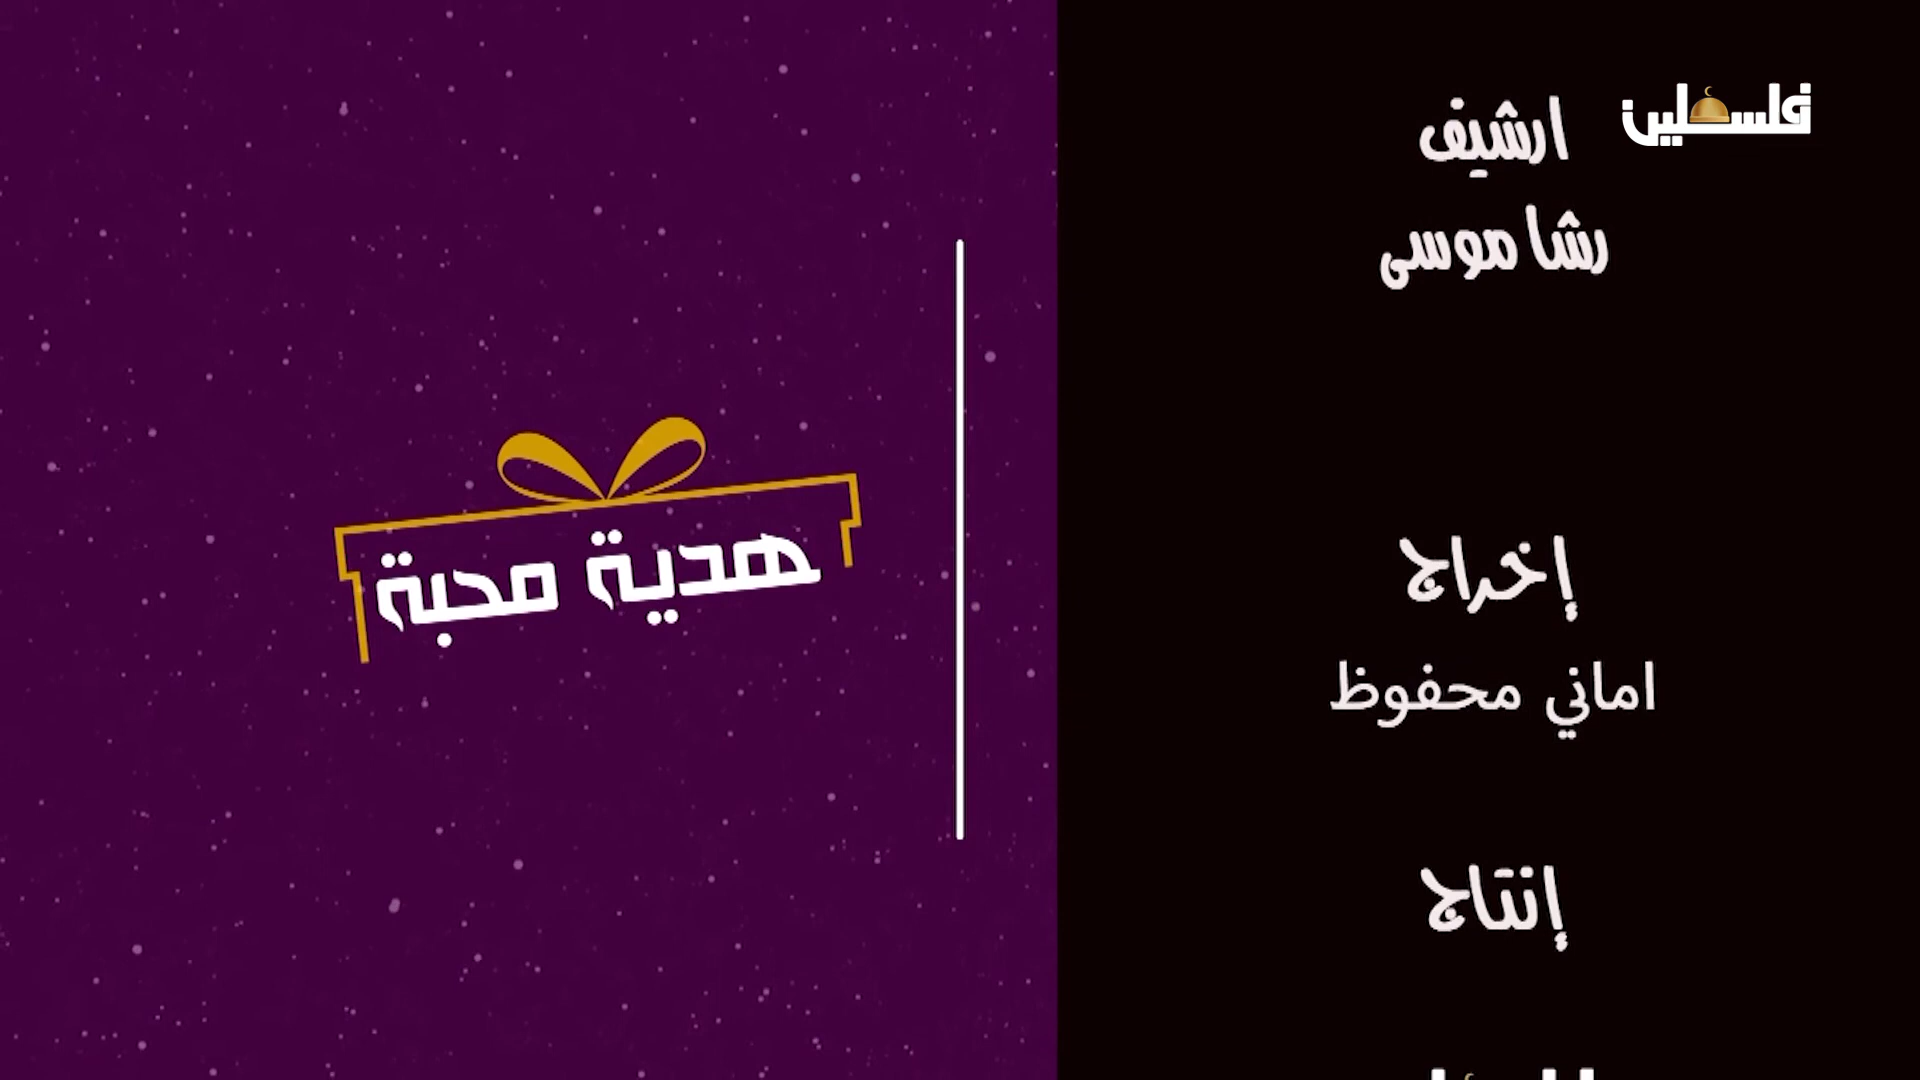 فلسطين
ارشيف
رشا موسى
هدية محبة
إخراج
اماني محفوظ
إنتاج